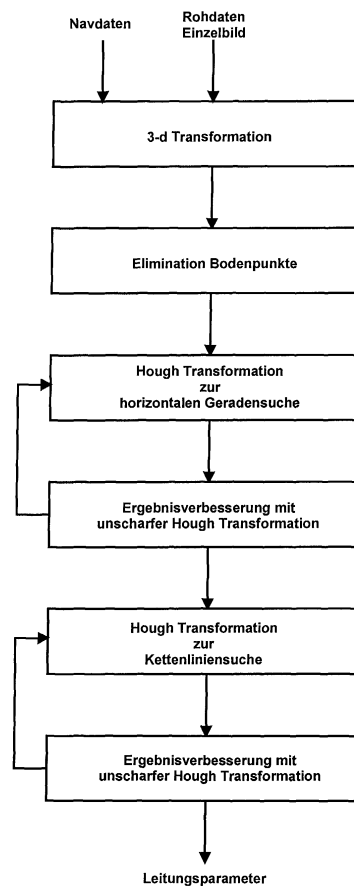 Navdaten
Rohdaten
Einzelbild
3-d Transformation
Elimination Bodenpunkte
Hough Transformation
zur
horizontalen Geradensuche
Ergebnisverbesserung mit
unscharfer Hough Transformation
Hough Transformation
zur
Kettenliniensuche
Ergebnisverbesserung mit
unscharfer Hough Transformation
Leitungsparameter